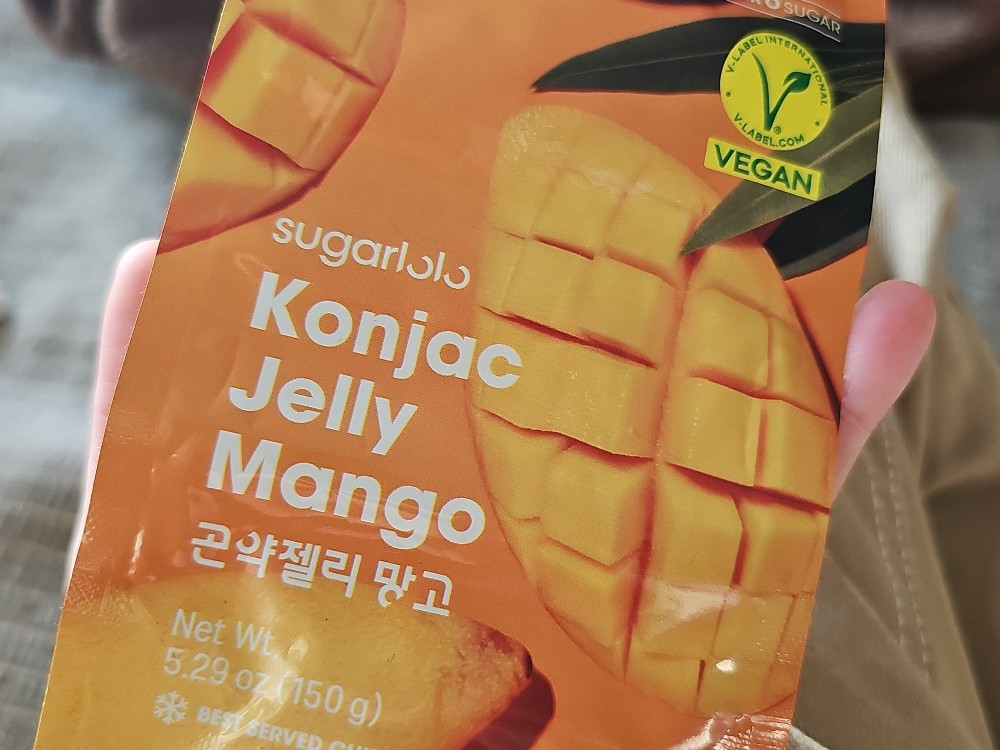 SUGAR
V-LABEL INTERNATIONAL
V-LABEL.COM
VEGAN
sugarlolo
Konjac
Jelly
Mango
곤약젤리 망고
Net Wt.
5.29 oz (150 g)
BEST SERVED